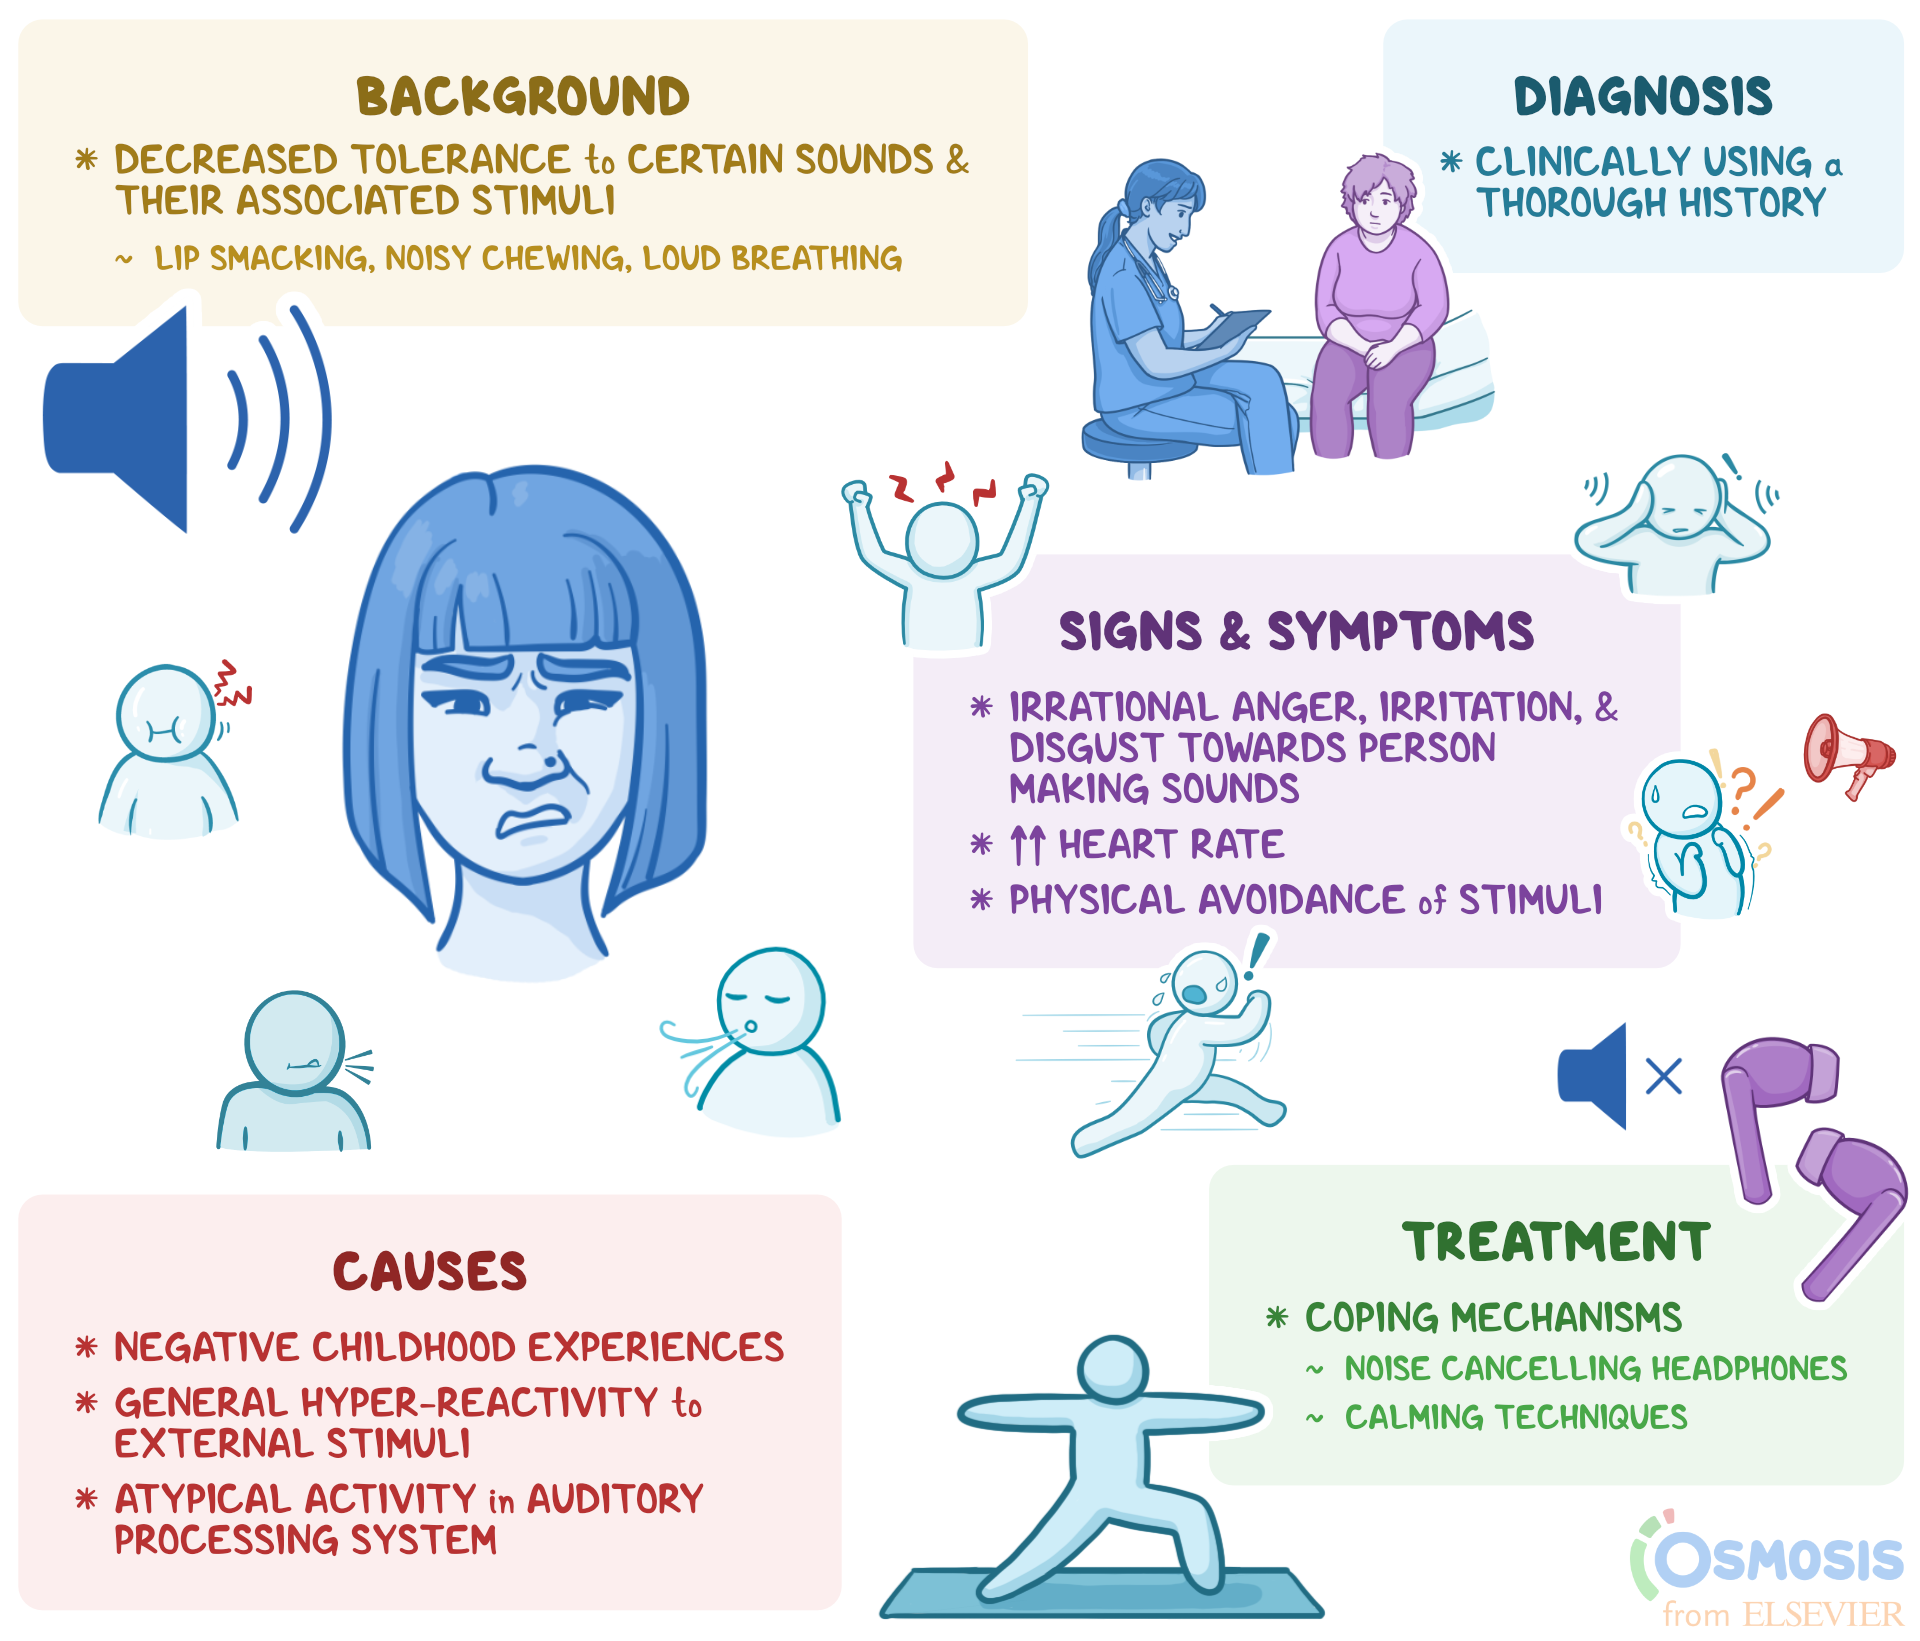 BACKGROUND
* DECREASED TOLERANCE to CERTAIN SOUNDS &
THEIR ASSOCIATED STIMULI
~ LIP SMACKING, NOISY CHEWING, LOUD BREATHING
DIAGNOSIS
* CLINICALLY USING a
THOROUGH HISTORY
SIGNS & SYMPTOMS
* IRRATIONAL ANGER, IRRITATION, &
DISGUST TOWARDS PERSON
MAKING SOUNDS
* ↑↑ HEART RATE
* PHYSICAL AVOIDANCE of STIMULI
CAUSES
* NEGATIVE CHILDHOOD EXPERIENCES
* GENERAL HYPER-REACTIVITY to
EXTERNAL STIMULI
* ATYPICAL ACTIVITY in AUDITORY
PROCESSING SYSTEM
TREATMENT
* COPING MECHANISMS
~ NOISE CANCELLING HEADPHONES
~ CALMING TECHNIQUES
OSMOSIS
from ELSEVIER